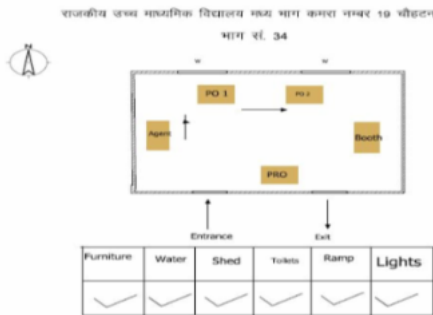 राजकीय उच्च माध्यमिक विद्यालय मध्य भाग कमरा नम्बर 19 चौहटन
भाग सं. 34
N
W W
PO 1 PO 2
Agent Booth
PRO
Entrance Exit
Furniture Water Shed Toilets Ramp Lights